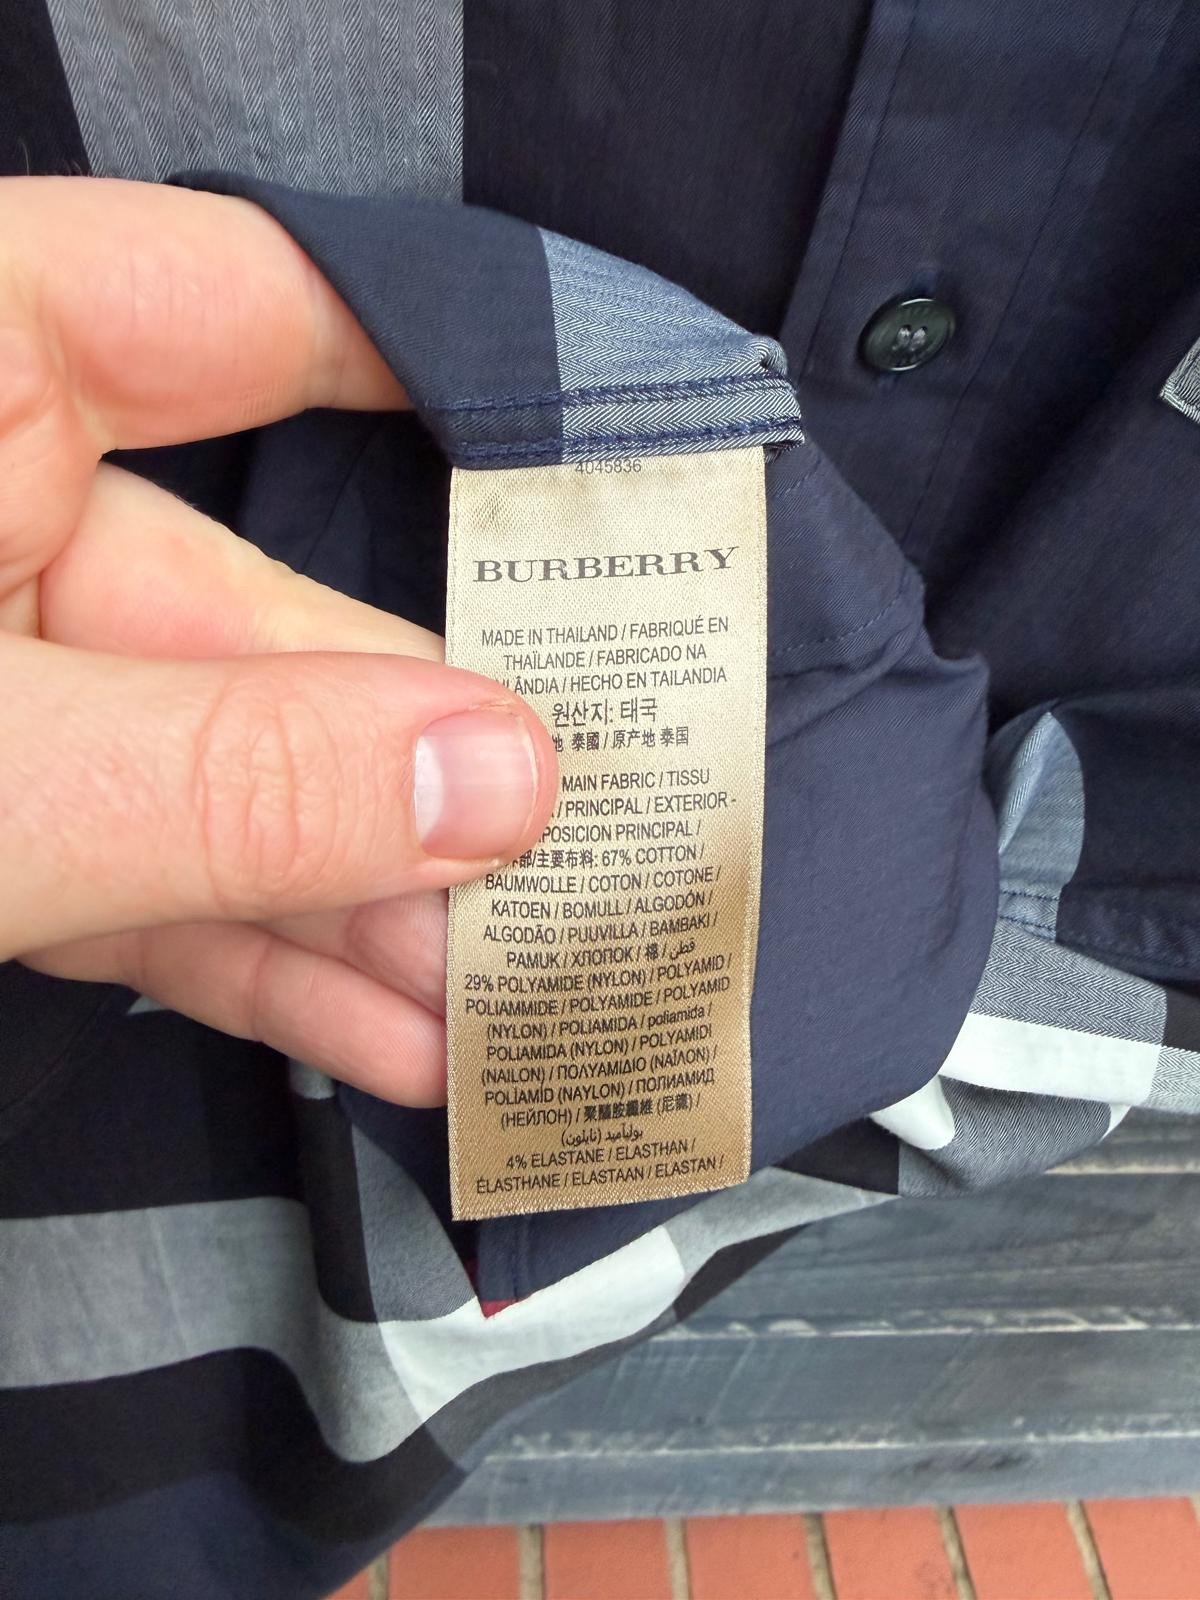 4045836
BURBERRY
MADE IN THAILAND / FABRIQUÉ EN
THAÏLANDE / FABRICADO NA
LÂNDIA / HECHO EN TAILANDIA
원산지: 태국
地 泰國 / 原产地 泰国
MAIN FABRIC / TISSU
/ PRINCIPAL / EXTERIOR -
POSICION PRINCIPAL /
部/主要布料: 67% COTTON /
BAUMWOLLE / COTON / COTONE /
KATOEN / BOMULL / ALGODÓN /
ALGODÃO / PUUVILLA / BAMBAKI /
PAMUK / ХЛОПОК / 棉 / قطن /
29% POLYAMIDE (NYLON) / POLYAMID /
POLIAMMIDE / POLYAMIDE / POLYAMID
(NYLON) / POLIAMIDA / poliamida /
POLIAMIDA (NYLON) / POLYAMIDI
(NAILON) / ΠΟΛΥΑΜΙΔΙΟ (ΝΑΪΛΟΝ) /
POLİAMİD (NAYLON) / ПОЛИАМИД
(НЕЙЛОН) / 聚醯胺纖維 (尼龍) /
بوليأميد (نايلون)
4% ELASTANE / ELASTHAN /
ÉLASTHANE / ELASTAAN / ELASTAN /